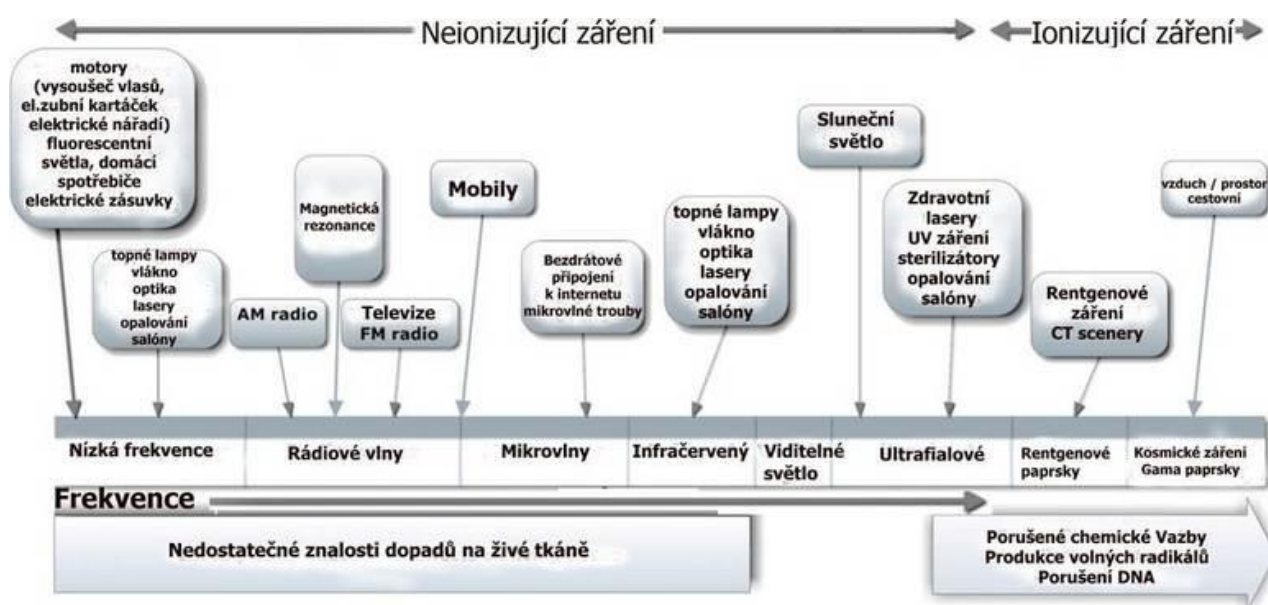 Neionizující záření
Ionizující záření
motory
(vysoušeč vlasů,
el.zubní kartáček
elektrické nářadí)
fluorescentní
světla, domácí
spotřebiče
elektrické zásuvky
topné lampy
vlákno
optika
lasery
opalování
salóny
AM radio
Magnetická
rezonance
Televize
FM radio
Mobily
Bezdrátové
připojení
k internetu
mikrovlné trouby
topné lampy
vlákno
optika
lasery
opalování
salóny
Sluneční
světlo
Zdravotní
lasery
UV záření
sterilizátory
opalování
salóny
Rentgenové
záření
CT scenery
vzduch / prostor
cestovní
Nízká frekvence
Rádiové vlny
Mikrovlny
Infračervený
Viditelné
světlo
Ultrafialové
Rentgenové
paprsky
Kosmické záření
Gama paprsky
Frekvence
Nedostatečné znalosti dopadů na živé tkáně
Porušené chemické Vazby
Produkce volných radikálů
Porušení DNA